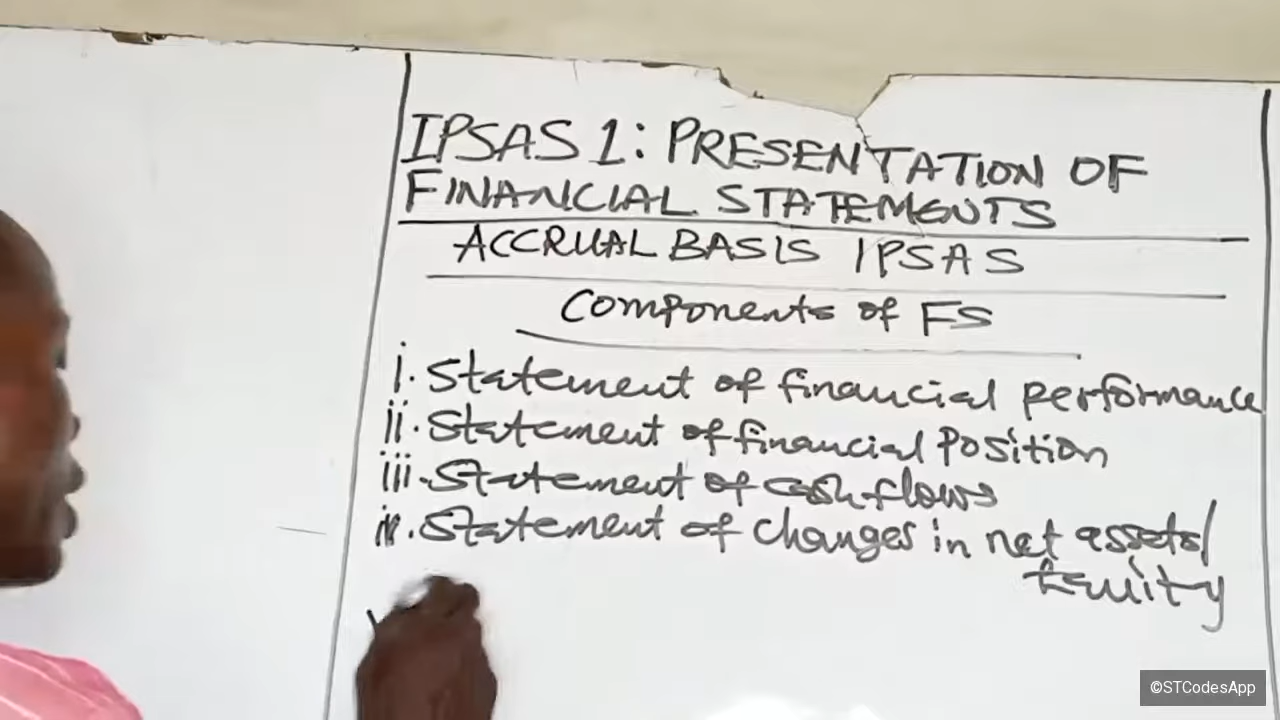 IPSAS 1: PRESENTATION OF
FINANCIAL STATEMENTS
ACCRUAL BASIS IPSAS
Components of FS
i. Statement of financial performance
ii. Statement of financial Position
iii. Statement of cash flows
iv. Statement of changes in net assets/
Equity
©STCodesApp